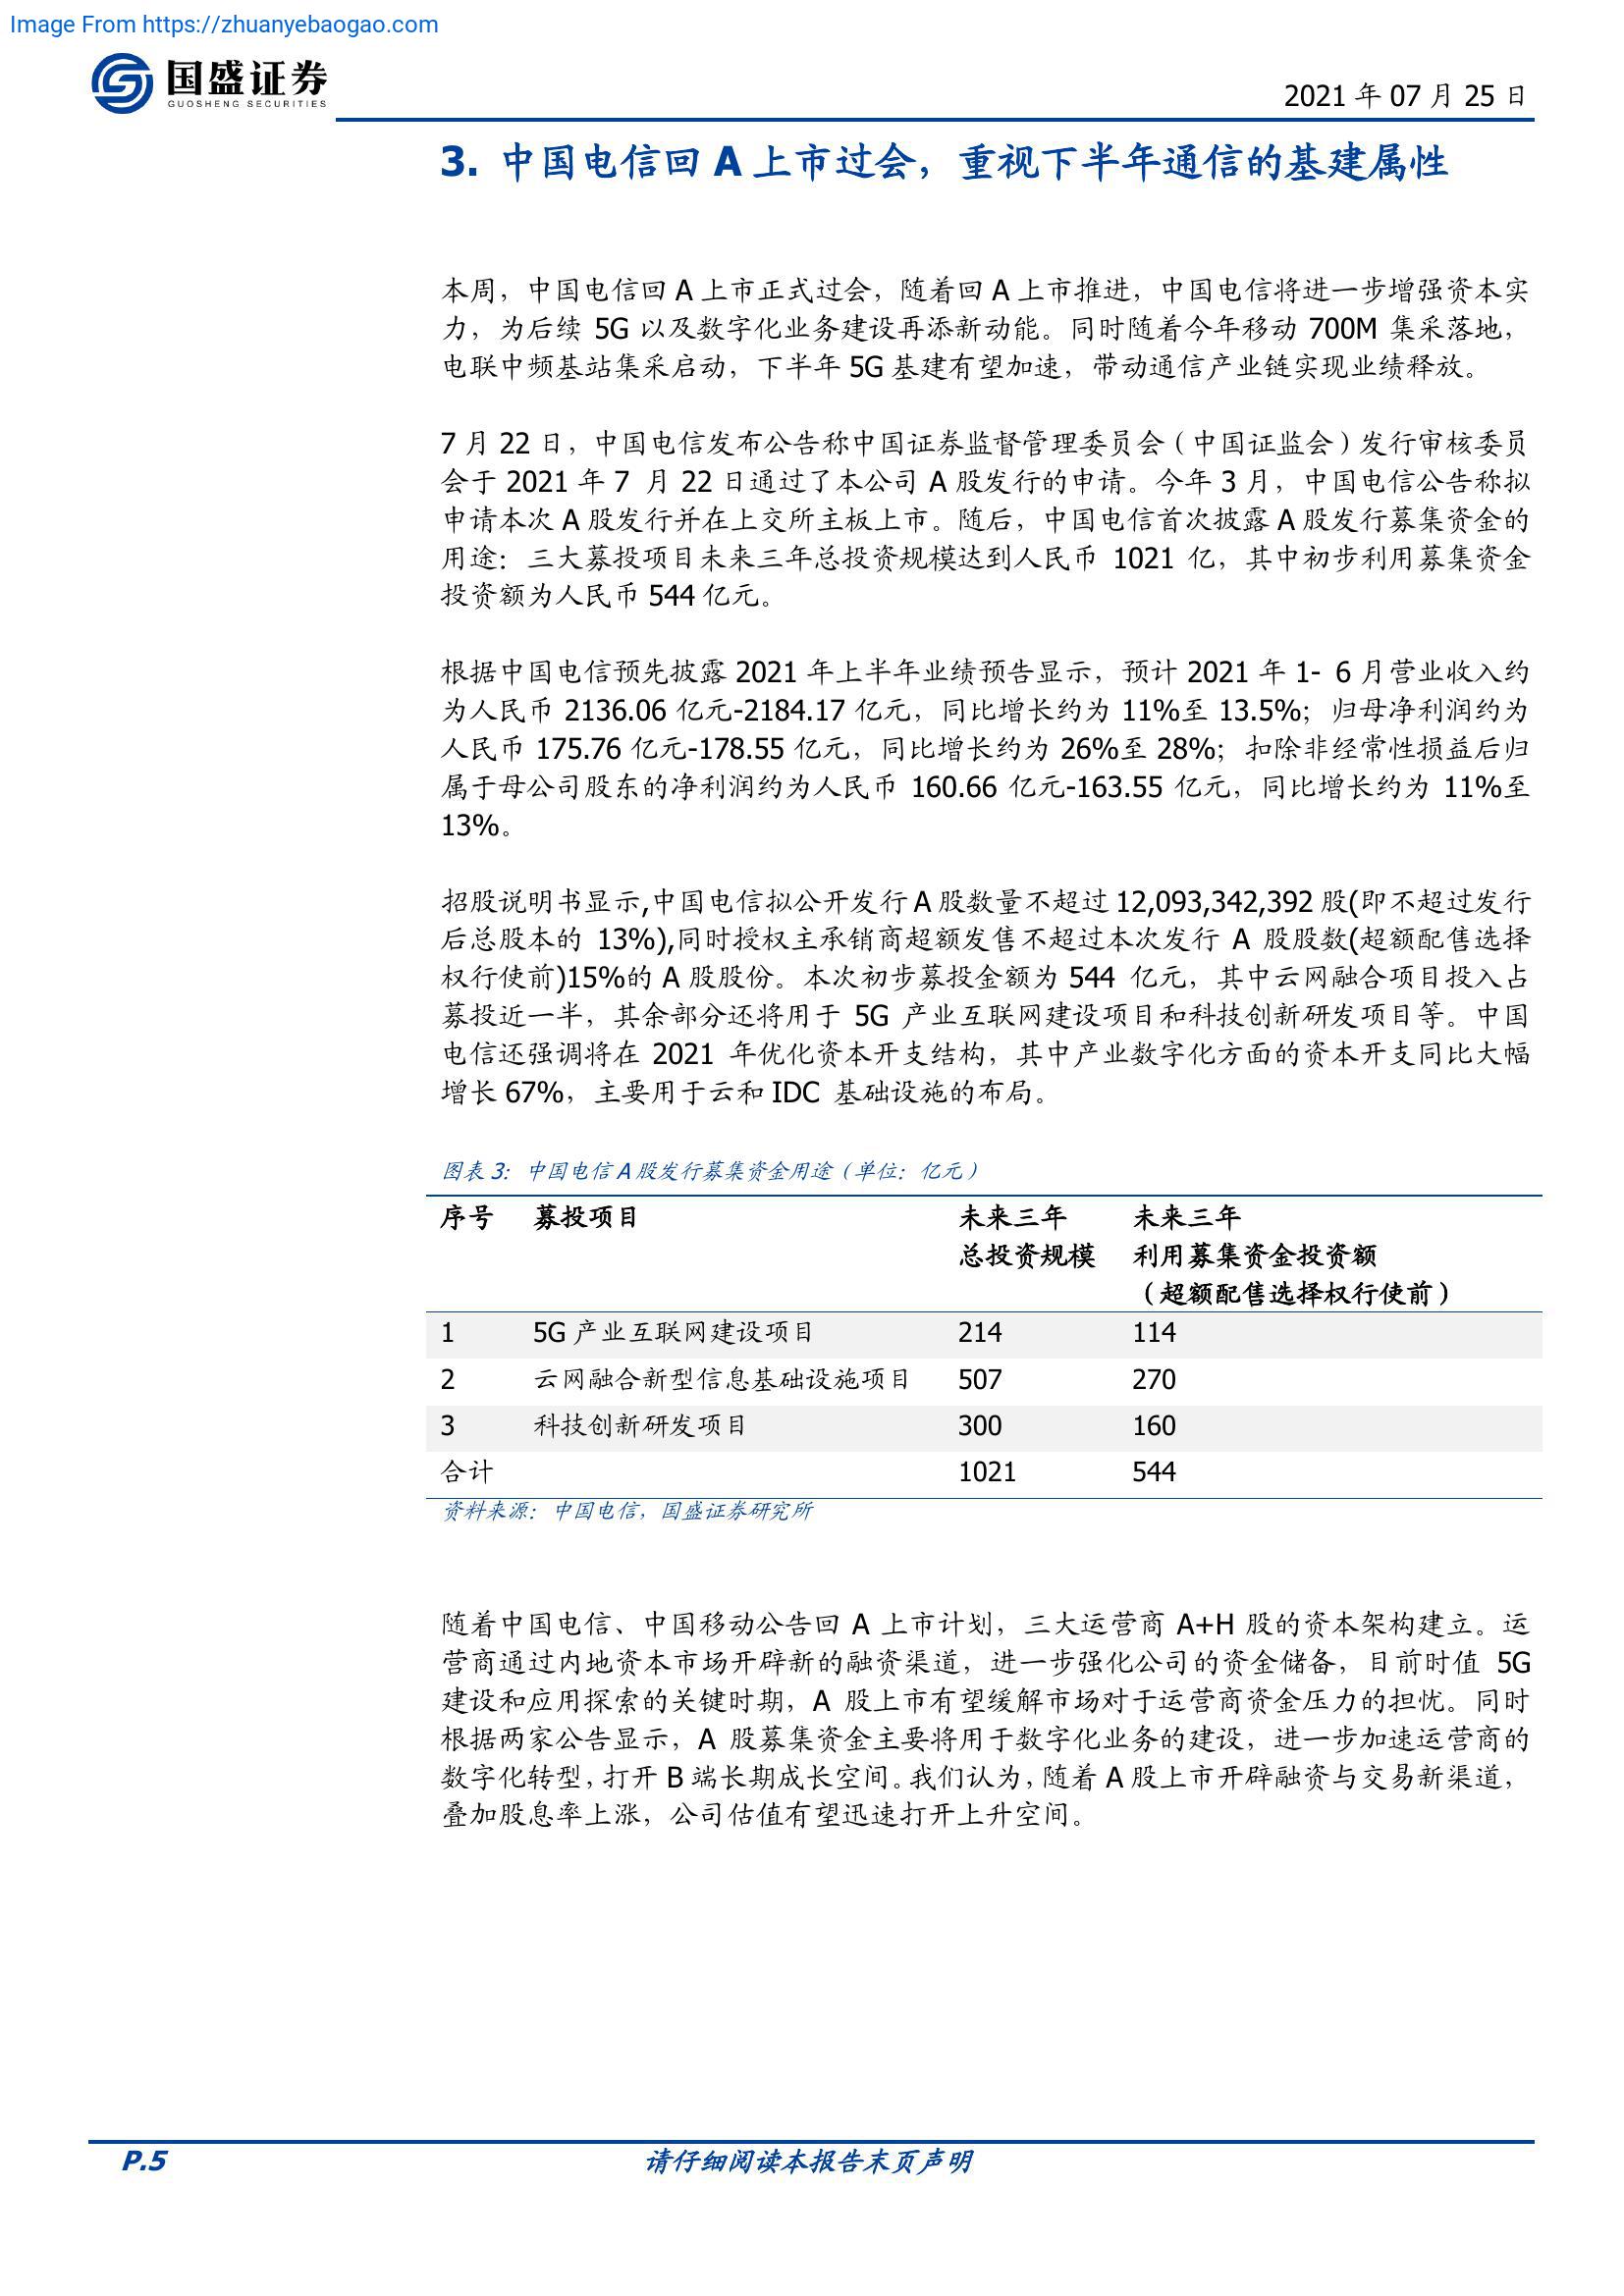 Image From https://zhuanyebaogao.com
国盛证券
GUOSHENG SECURITIES
2021 年 07 月 25 日
3. 中国电信回 A 上市过会，重视下半年通信的基建属性
本周，中国电信回 A 上市正式过会，随着回 A 上市推进，中国电信将进一步增强资本实
力，为后续 5G 以及数字化业务建设再添新动能。同时随着今年移动 700M 集采落地，
电联中频基站集采启动，下半年 5G 基建有望加速，带动通信产业链实现业绩释放。
7 月 22 日，中国电信发布公告称中国证券监督管理委员会（中国证监会）发行审核委员
会于 2021 年 7 月 22 日通过了本公司 A 股发行的申请。今年 3 月，中国电信公告称拟
申请本次 A 股发行并在上交所主板上市。随后，中国电信首次披露 A 股发行募集资金的
用途：三大募投项目未来三年总投资规模达到人民币 1021 亿，其中初步利用募集资金
投资额为人民币 544 亿元。
根据中国电信预先披露 2021 年上半年业绩预告显示，预计 2021 年 1- 6 月营业收入约
为人民币 2136.06 亿元-2184.17 亿元，同比增长约为 11%至 13.5%；归母净利润约为
人民币 175.76 亿元-178.55 亿元，同比增长约为 26%至 28%；扣除非经常性损益后归
属于母公司股东的净利润约为人民币 160.66 亿元-163.55 亿元，同比增长约为 11%至
13%。
招股说明书显示,中国电信拟公开发行 A 股数量不超过 12,093,342,392 股(即不超过发行
后总股本的 13%),同时授权主承销商超额发售不超过本次发行 A 股股数(超额配售选择
权行使前)15%的 A 股股份。本次初步募投金额为 544 亿元，其中云网融合项目投入占
募投近一半，其余部分还将用于 5G 产业互联网建设项目和科技创新研发项目等。中国
电信还强调将在 2021 年优化资本开支结构，其中产业数字化方面的资本开支同比大幅
增长 67%，主要用于云和 IDC 基础设施的布局。
图表 3: 中国电信 A 股发行募集资金用途（单位：亿元）
序号 募投项目 未来三年 未来三年
总投资规模 利用募集资金投资额
（超额配售选择权行使前）
1 5G 产业互联网建设项目 214 114
2 云网融合新型信息基础设施项目 507 270
3 科技创新研发项目 300 160
合计 1021 544
资料来源：中国电信，国盛证券研究所
随着中国电信、中国移动公告回 A 上市计划，三大运营商 A+H 股的资本架构建立。运
营商通过内地资本市场开辟新的融资渠道，进一步强化公司的资金储备，目前时值 5G
建设和应用探索的关键时期，A 股上市有望缓解市场对于运营商资金压力的担忧。同时
根据两家公告显示，A 股募集资金主要将用于数字化业务的建设，进一步加速运营商的
数字化转型，打开 B 端长期成长空间。我们认为，随着 A 股上市开辟融资与交易新渠道，
叠加股息率上涨，公司估值有望迅速打开上升空间。
P.5 请仔细阅读本报告末页声明